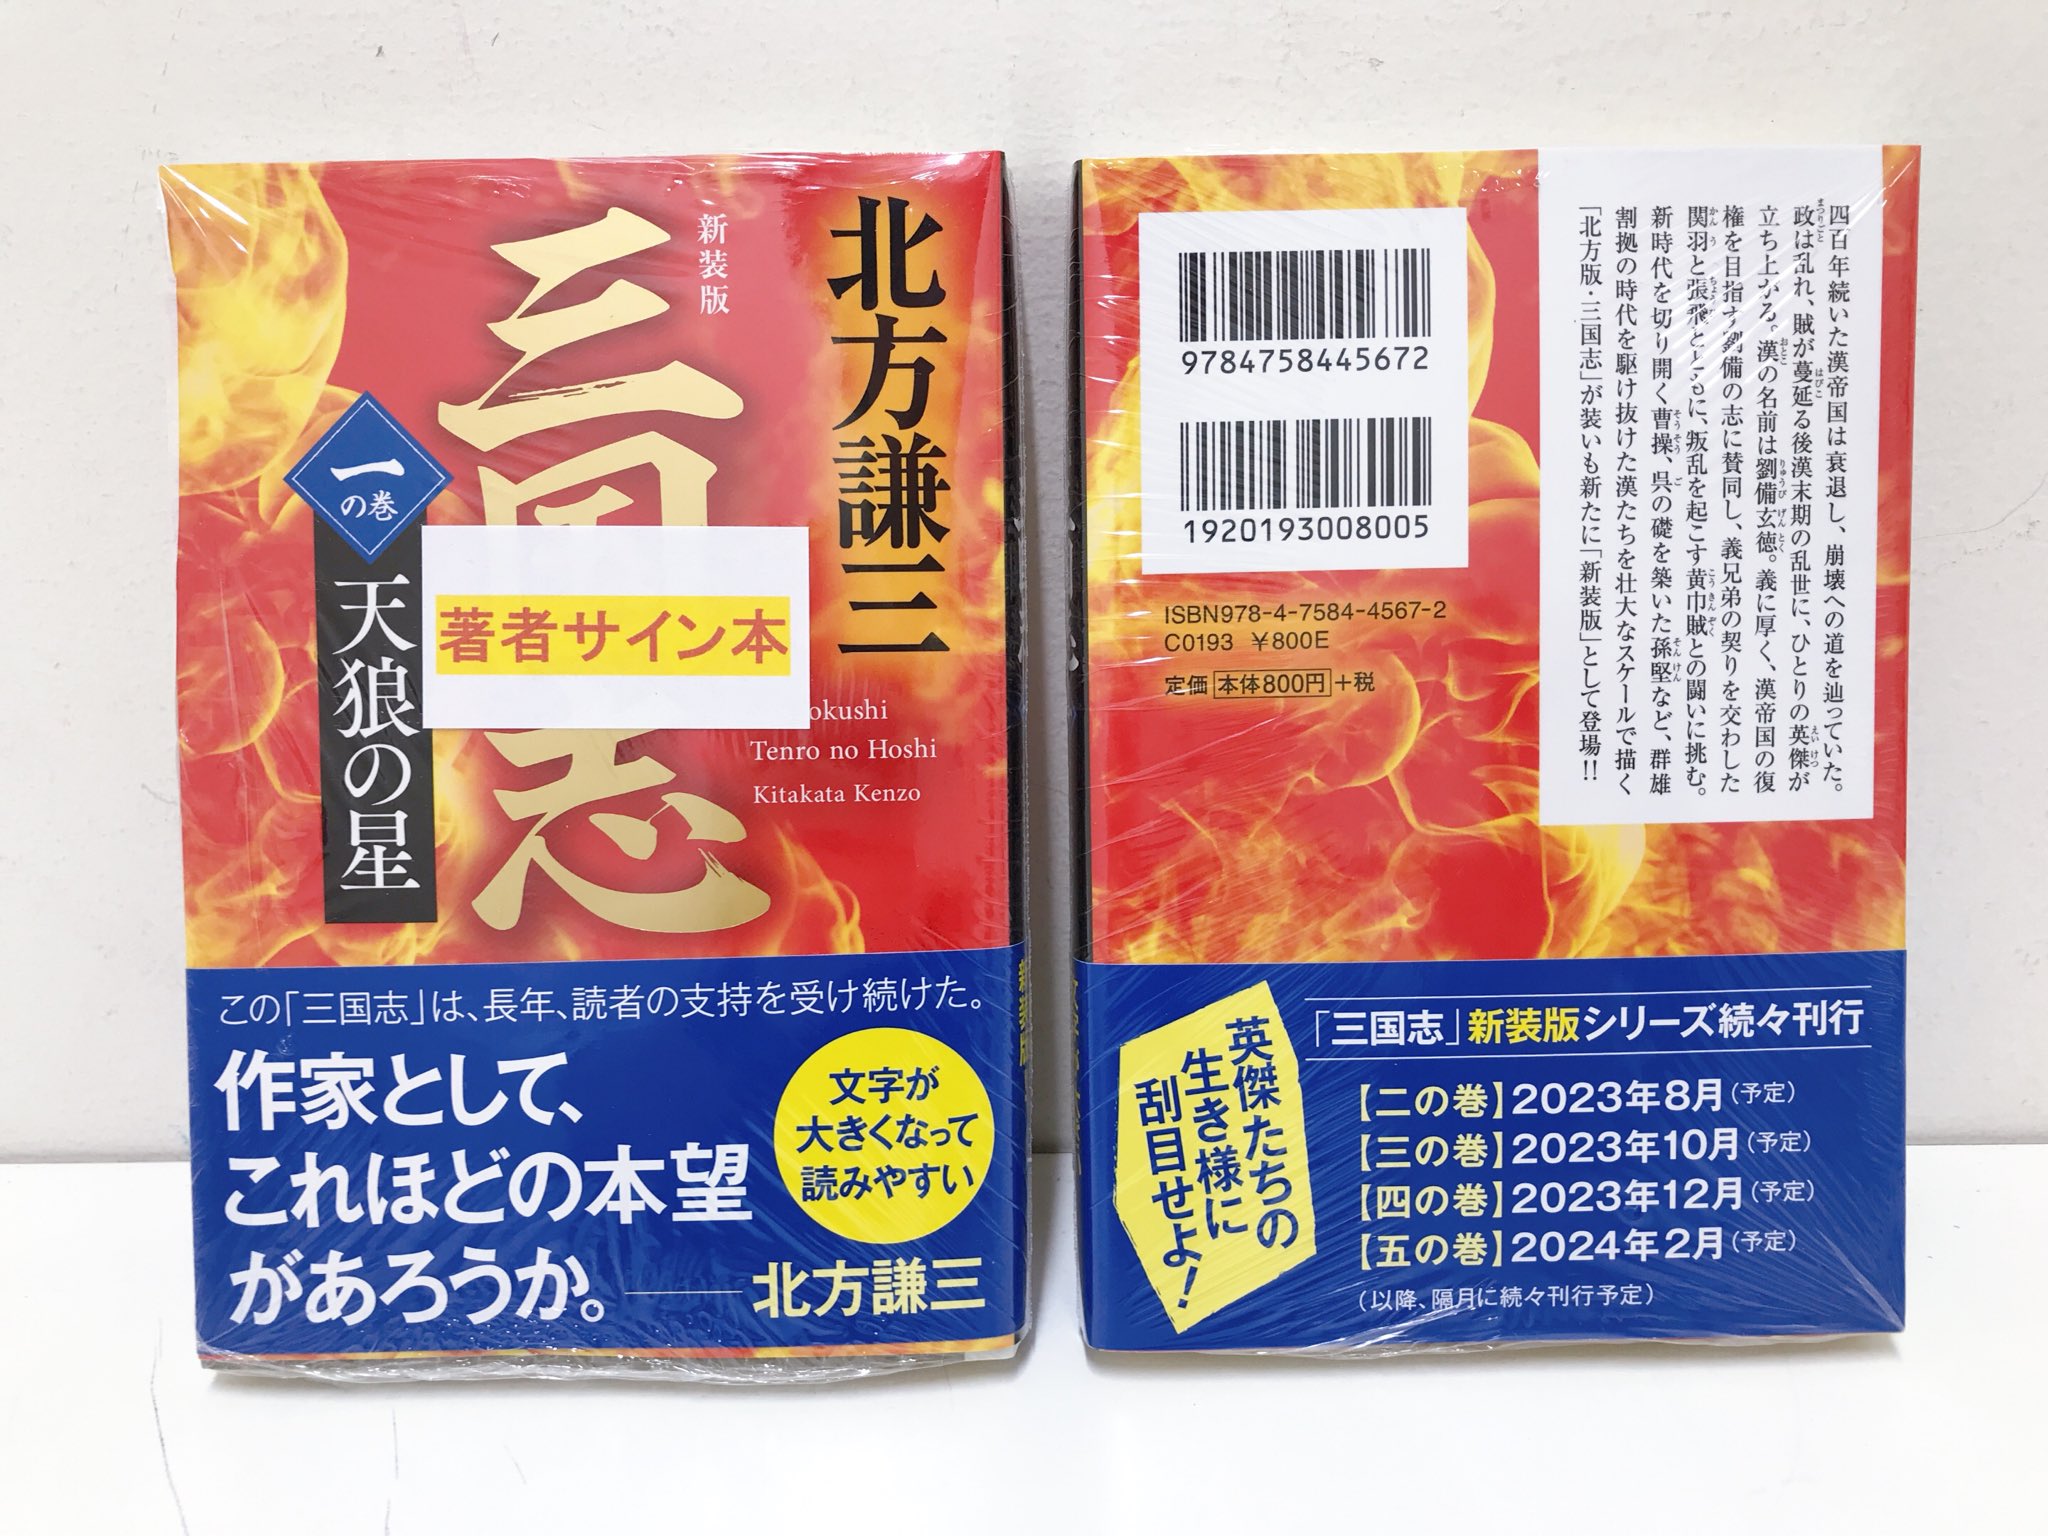 北方謙三
新装版
三国志
一の巻
天狼の星
著者サイン本
okushi
Tenro no Hoshi
Kitakata Kenzo
この「三国志」は、長年、読者の支持を受け続けた。
作家として、
これほどの本望
があろうか。
北方謙三
文字が
大きくなって
読みやすい
新装版
9784758445672
1920193008005
ISBN978-4-7584-4567-2
C0193 ¥800E
定価 本体800円+税
四百年続いた漢帝国は衰退し、崩壊への道を辿っていた。
政は乱れ、賊が蔓延る後漢末期の乱世に、ひとりの英傑が
立ち上がる。漢の名前は劉備玄徳。義に厚く、漢帝国の復
権を目指す劉備の志に賛同し、義兄弟の契りを交わした
関羽と張飛とともに、叛乱を起こす黄巾賊との闘いに挑む。
新時代を切り開く曹操、呉の礎を築いた孫堅など、群雄
割拠の時代を駆け抜けた漢たちを壮大なスケールで描く
「北方版・三国志」が装いも新たに「新装版」として登場!!
英傑たちの
生き様に
刮目せよ!
「三国志」新装版シリーズ続々刊行
【二の巻】2023年8月(予定)
【三の巻】2023年10月(予定)
【四の巻】2023年12月(予定)
【五の巻】2024年2月(予定)
(以降、隔月に続々刊行予定)